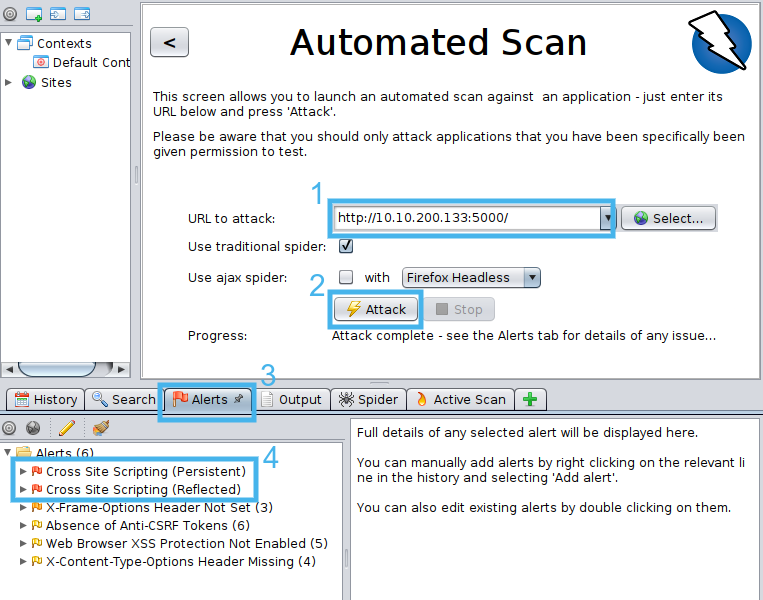 Contexts
Default Cont
Sites
<
Automated Scan
This screen allows you to launch an automated scan against an application - just enter its
URL below and press 'Attack'.
Please be aware that you should only attack applications that you have been specifically been
given permission to test.
1
URL to attack: http://10.10.200.133:5000/ Select...
Use traditional spider:
Use ajax spider: with Firefox Headless
2
Attack Stop
Progress: Attack complete - see the Alerts tab for details of any issue...
3
History Search Alerts Output Spider Active Scan
4
Alerts (6)
Cross Site Scripting (Persistent)
Cross Site Scripting (Reflected)
X-Frame-Options Header Not Set (3)
Absence of Anti-CSRF Tokens (6)
Web Browser XSS Protection Not Enabled (5)
X-Content-Type-Options Header Missing (4)
Full details of any selected alert will be displayed here.
You can manually add alerts by right clicking on the relevant li
ne in the history and selecting 'Add alert'.
You can also edit existing alerts by double clicking on them.